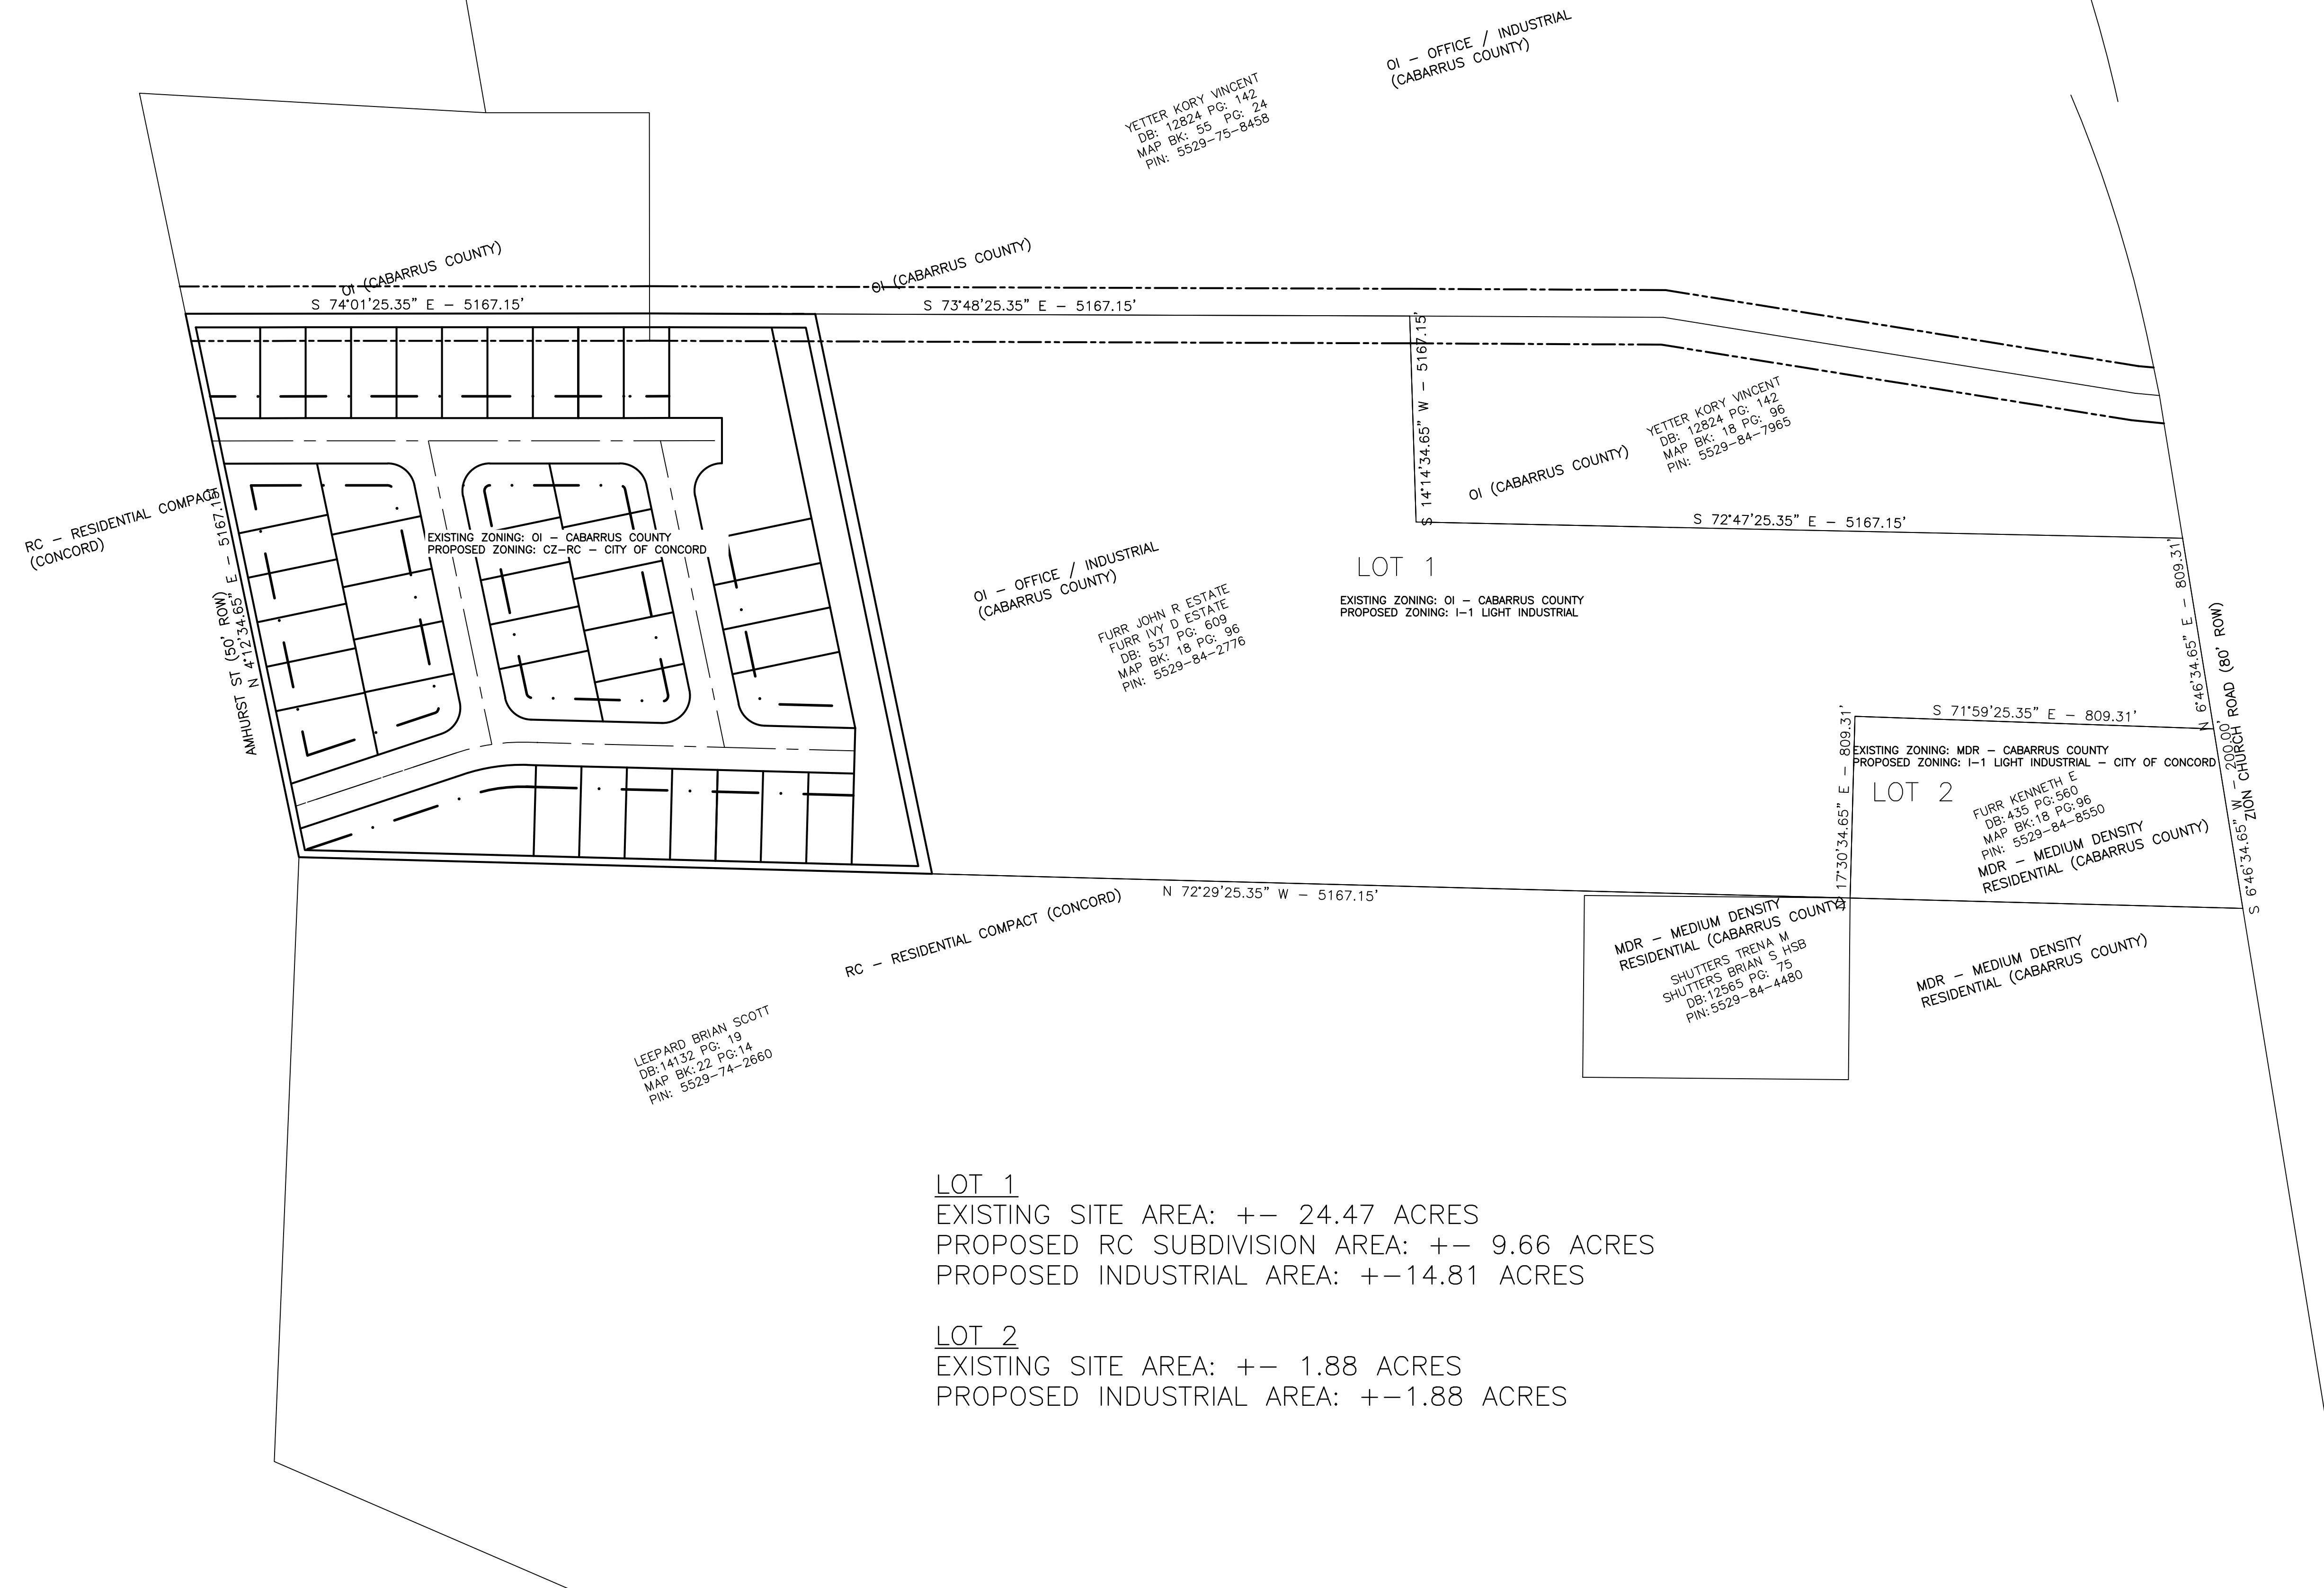 OI – OFFICE / INDUSTRIAL
(CABARRUS COUNTY)
YETTER KORY VINCENT
DB: 12824 PG: 142
MAP BK: 55 PG: 24
PIN: 5529–75–8458
OI (CABARRUS COUNTY)
OI (CABARRUS COUNTY)
S 74°01'25.35" E – 5167.15'
S 73°48'25.35" E – 5167.15'
S 14°14'34.65" W – 5167.15'
YETTER KORY VINCENT
DB: 12824 PG: 142
MAP BK: 18 PG: 96
PIN: 5529–84–7965
OI (CABARRUS COUNTY)
S 72°47'25.35" E – 5167.15'
RC – RESIDENTIAL COMPACT
(CONCORD)
AMHURST ST (50' ROW)
N 4°12'34.65" E – 5167.15'
EXISTING ZONING: OI – CABARRUS COUNTY
PROPOSED ZONING: CZ–RC – CITY OF CONCORD
OI – OFFICE / INDUSTRIAL
(CABARRUS COUNTY)
FURR JOHN R ESTATE
FURR IVY D ESTATE
DB: 537 PG: 609
MAP BK: 18 PG: 96
PIN: 5529–84–2776
LOT 1
EXISTING ZONING: OI – CABARRUS COUNTY
PROPOSED ZONING: I–1 LIGHT INDUSTRIAL
N 6°46'34.65" E – 809.31'
ZION CHURCH ROAD (80' ROW)
S 71°59'25.35" E – 809.31'
N 17°30'34.65" E – 809.31'
EXISTING ZONING: MDR – CABARRUS COUNTY
PROPOSED ZONING: I–1 LIGHT INDUSTRIAL – CITY OF CONCORD
LOT 2
FURR KENNETH E
DB: 435 PG: 560
MAP BK: 18 PG: 96
PIN: 5529–84–8550
MDR – MEDIUM DENSITY
RESIDENTIAL (CABARRUS COUNTY)
S 6°46'34.65" W – 200.00'
N 72°29'25.35" W – 5167.15'
RC – RESIDENTIAL COMPACT (CONCORD)
MDR – MEDIUM DENSITY
RESIDENTIAL (CABARRUS COUNTY)
SHUTTERS TRENA M
SHUTTERS BRIAN S HSB
DB: 12565 PG: 75
PIN: 5529–84–4480
MDR – MEDIUM DENSITY
RESIDENTIAL (CABARRUS COUNTY)
LEEPARD BRIAN SCOTT
DB: 14132 PG: 19
MAP BK: 22 PG: 14
PIN: 5529–74–2660
LOT 1
EXISTING SITE AREA: +– 24.47 ACRES
PROPOSED RC SUBDIVISION AREA: +– 9.66 ACRES
PROPOSED INDUSTRIAL AREA: +–14.81 ACRES
LOT 2
EXISTING SITE AREA: +– 1.88 ACRES
PROPOSED INDUSTRIAL AREA: +–1.88 ACRES